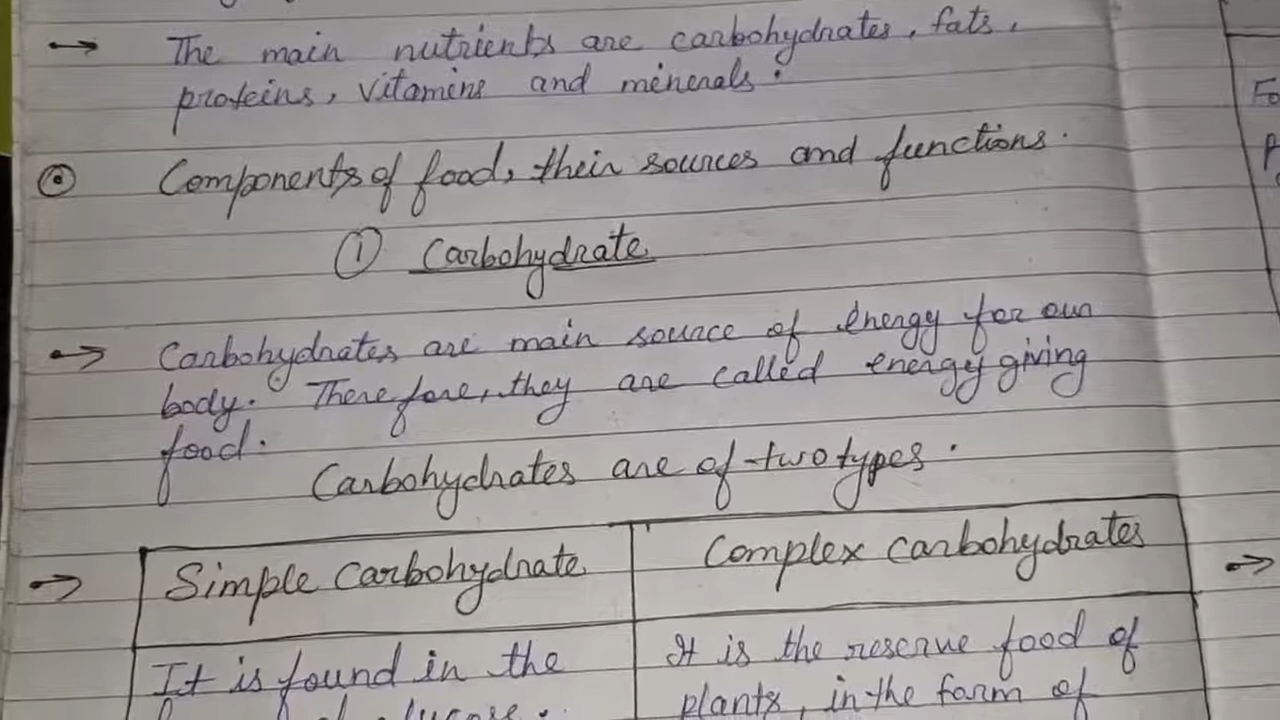 → The main nutrients are carbohydrates, fats,
proteins, vitamins and minerals.
Components of food, their sources and functions.
① Carbohydrate
→ Carbohydrates are main source of energy for our
body. Therefore, they are called energy giving
food.
Carbohydrates are of two types.
→ Simple Carbohydrate
It is found in the
Complex Carbohydrates →
It is the reserve food of
plants, in the form of